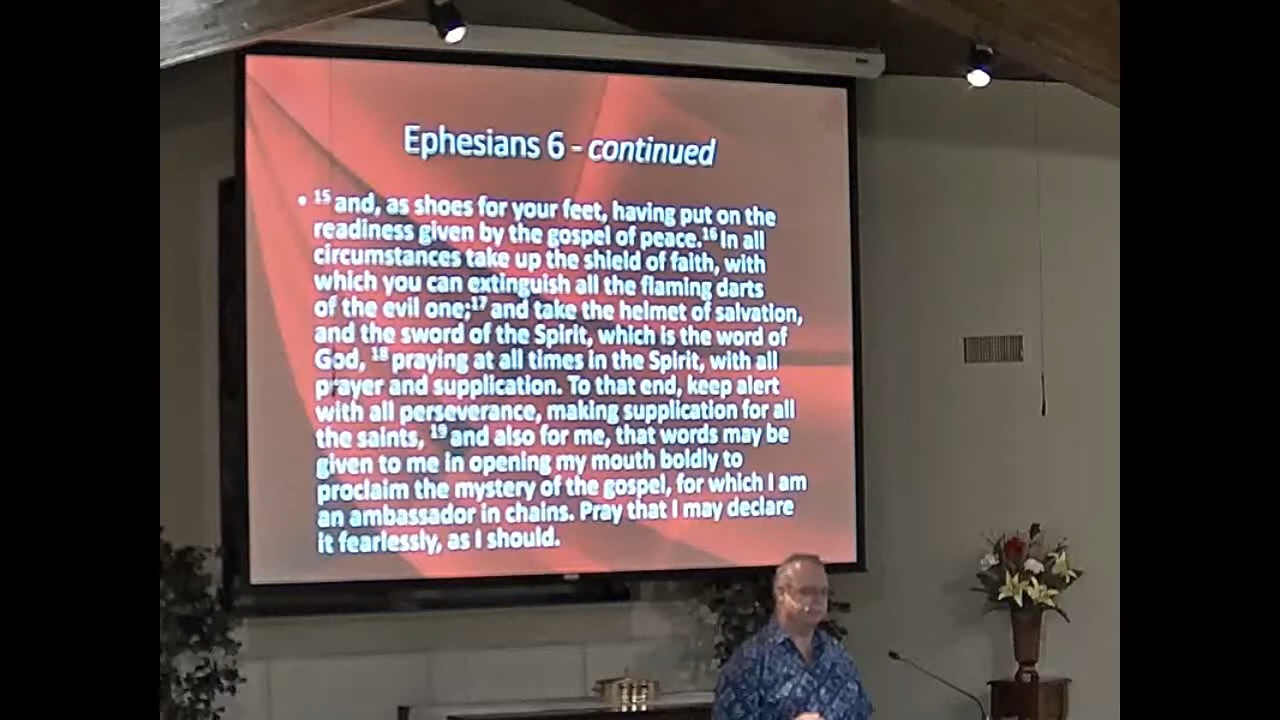 Ephesians 6 - continued
• 15 and, as shoes for your feet, having put on the
readiness given by the gospel of peace.16 In all
circumstances take up the shield of faith, with
which you can extinguish all the flaming darts
of the evil one;17 and take the helmet of salvation,
and the sword of the Spirit, which is the word of
God, 18 praying at all times in the Spirit, with all
prayer and supplication. To that end, keep alert
with all perseverance, making supplication for all
the saints, 19 and also for me, that words may be
given to me in opening my mouth boldly to
proclaim the mystery of the gospel, for which I am
an ambassador in chains. Pray that I may declare
it fearlessly, as I should.